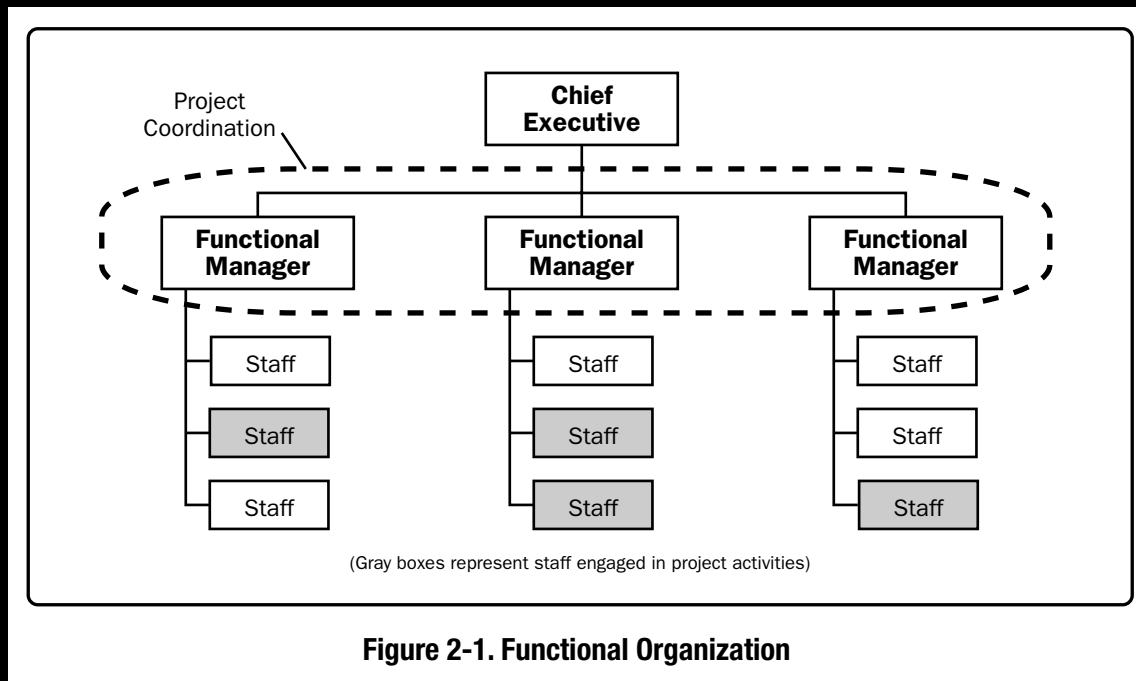 Project
Coordination
Chief
Executive
Functional
Manager
Functional
Manager
Functional
Manager
Staff
Staff
Staff
Staff
Staff
Staff
Staff
Staff
Staff
(Gray boxes represent staff engaged in project activities)
Figure 2-1. Functional Organization